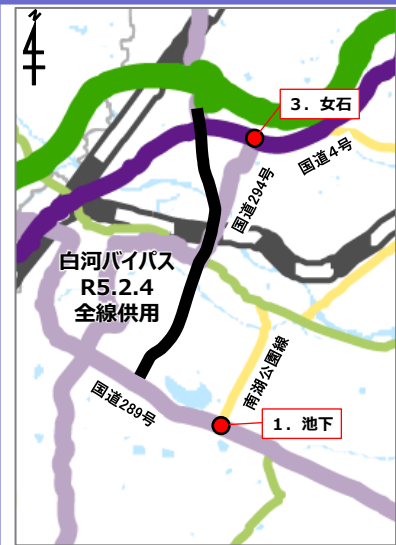 N
3. 女石
国道4号
国道294号
白河バイパス
R5.2.4
全線供用
南湖公園線
国道289号
1. 池下